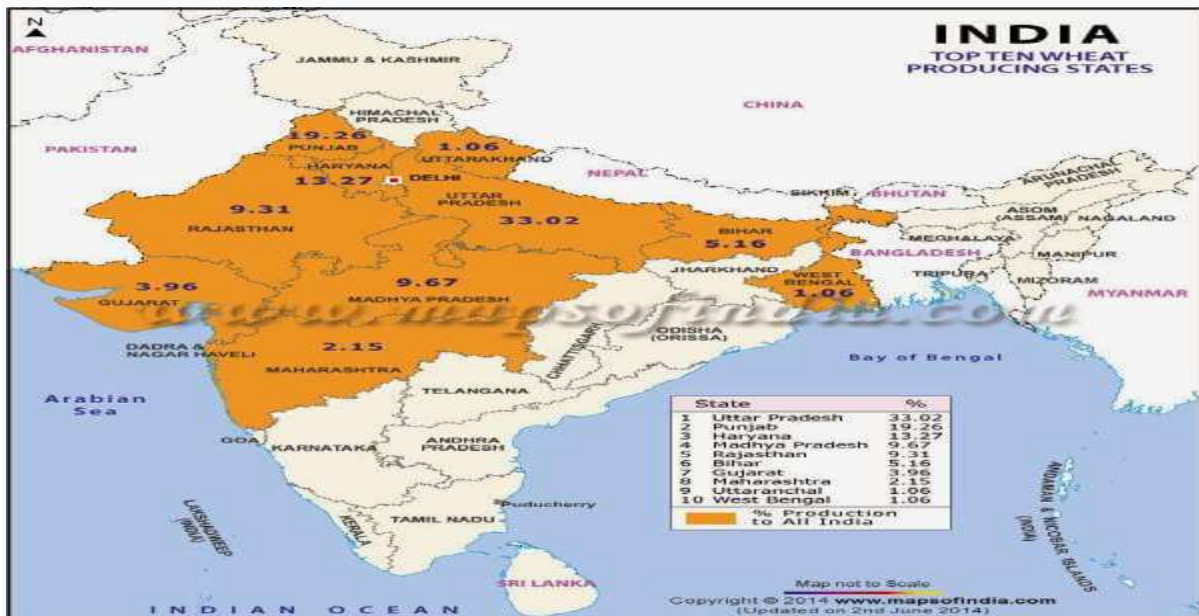 N
INDIA
TOP TEN WHEAT
PRODUCING STATES
AFGHANISTAN
JAMMU & KASHMIR
CHINA
HIMACHAL
PRADESH
PAKISTAN
19.26
PUNJAB
1.06
UTTARAKHAND
HARYANA
13.27
DELHI
NEPAL
UTTAR
PRADESH
33.02
SIKKIM
BHUTAN
ARUNACHAL
PRADESH
9.31
RAJASTHAN
BIHAR
5.16
ASOM
(ASSAM)
NAGALAND
MEGHALAYA
MANIPUR
BANGLADESH
TRIPURA
MIZORAM
MYANMAR
3.96
GUJARAT
9.67
MADHYA PRADESH
JHARKHAND
WEST
BENGAL
1.06
www.mapsofindia.com
DADRA &
NAGAR HAVELI
2.15
MAHARASHTRA
CHHATTISGARH
ODISHA
(ORISSA)
Bay of Bengal
Arabian
Sea
TELANGANA
GOA
KARNATAKA
ANDHRA
PRADESH
State %
1 Uttar Pradesh 33.02
2 Punjab 19.26
3 Haryana 13.27
4 Madhya Pradesh 9.67
5 Rajasthan 9.31
6 Bihar 5.16
7 Gujarat 3.96
8 Maharashtra 2.15
9 Uttaranchal 1.06
10 West Bengal 1.06
% Production
to All India
Puducherry
TAMIL NADU
KERALA
LAKSHADWEEP
(INDIA)
ANDAMAN & NICOBAR ISLANDS
(INDIA)
SRI LANKA
INDIAN OCEAN
Map not to Scale
Copyright © 2014 www.mapsofindia.com
(Updated on 2nd June 2014)